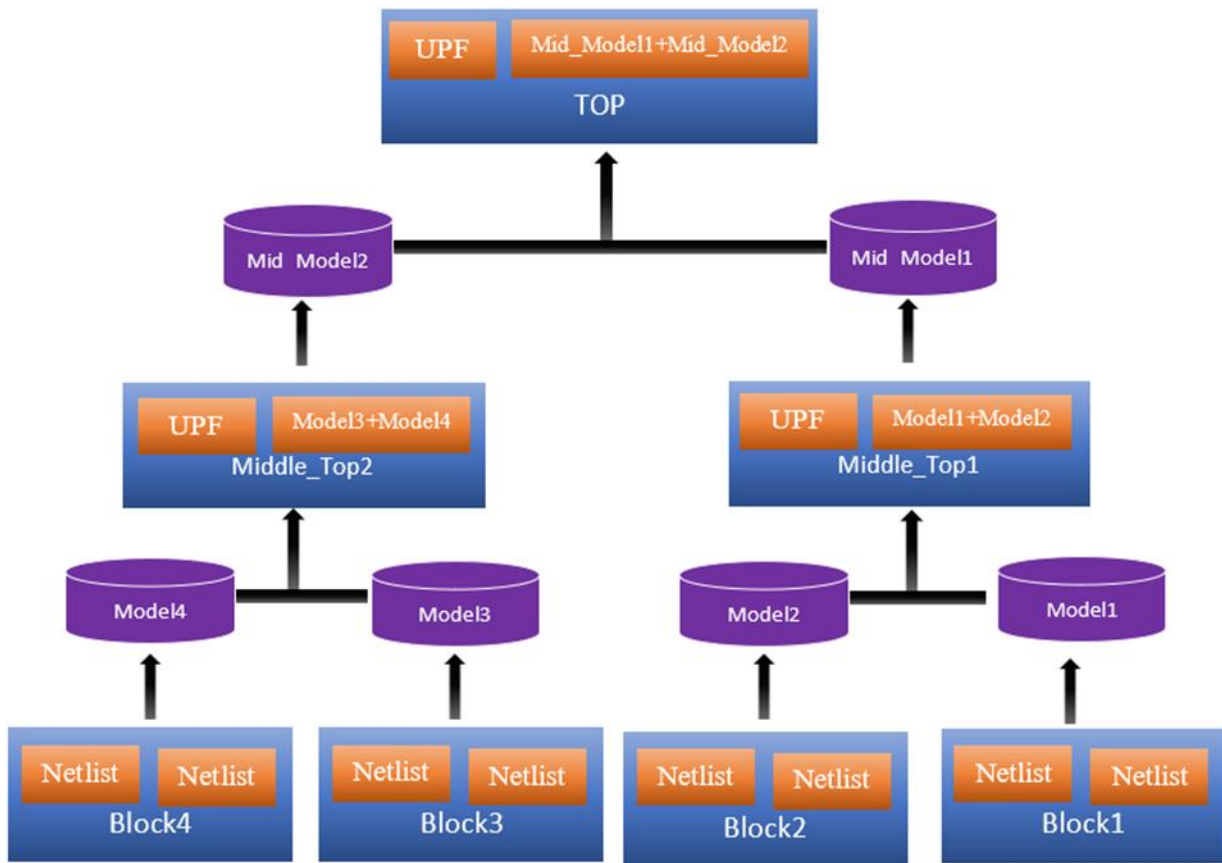 UPF
Mid_Model1+Mid_Model2
TOP
Mid Model2
Mid Model1
UPF
Model3+Model4
Middle_Top2
UPF
Model1+Model2
Middle_Top1
Model4
Model3
Model2
Model1
Netlist
Netlist
Block4
Netlist
Netlist
Block3
Netlist
Netlist
Block2
Netlist
Netlist
Block1